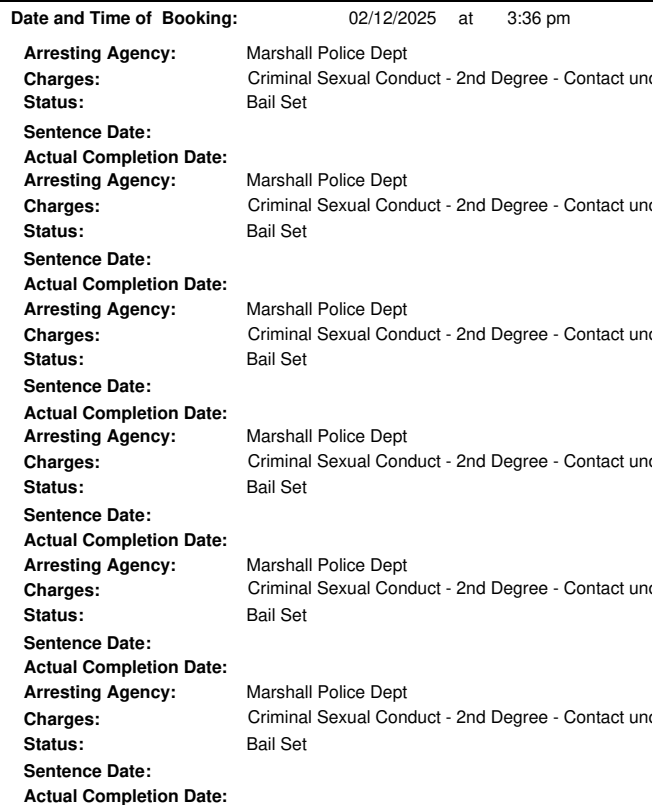 Date and Time of Booking: 02/12/2025 at 3:36 pm
Arresting Agency: Marshall Police Dept
Charges: Criminal Sexual Conduct - 2nd Degree - Contact
Status: Bail Set
Sentence Date:
Actual Completion Date:
Arresting Agency: Marshall Police Dept
Charges: Criminal Sexual Conduct - 2nd Degree - Contact
Status: Bail Set
Sentence Date:
Actual Completion Date:
Arresting Agency: Marshall Police Dept
Charges: Criminal Sexual Conduct - 2nd Degree - Contact
Status: Bail Set
Sentence Date:
Actual Completion Date:
Arresting Agency: Marshall Police Dept
Charges: Criminal Sexual Conduct - 2nd Degree - Contact
Status: Bail Set
Sentence Date:
Actual Completion Date:
Arresting Agency: Marshall Police Dept
Charges: Criminal Sexual Conduct - 2nd Degree - Contact
Status: Bail Set
Sentence Date:
Actual Completion Date:
Arresting Agency: Marshall Police Dept
Charges: Criminal Sexual Conduct - 2nd Degree - Contact
Status: Bail Set
Sentence Date:
Actual Completion Date: